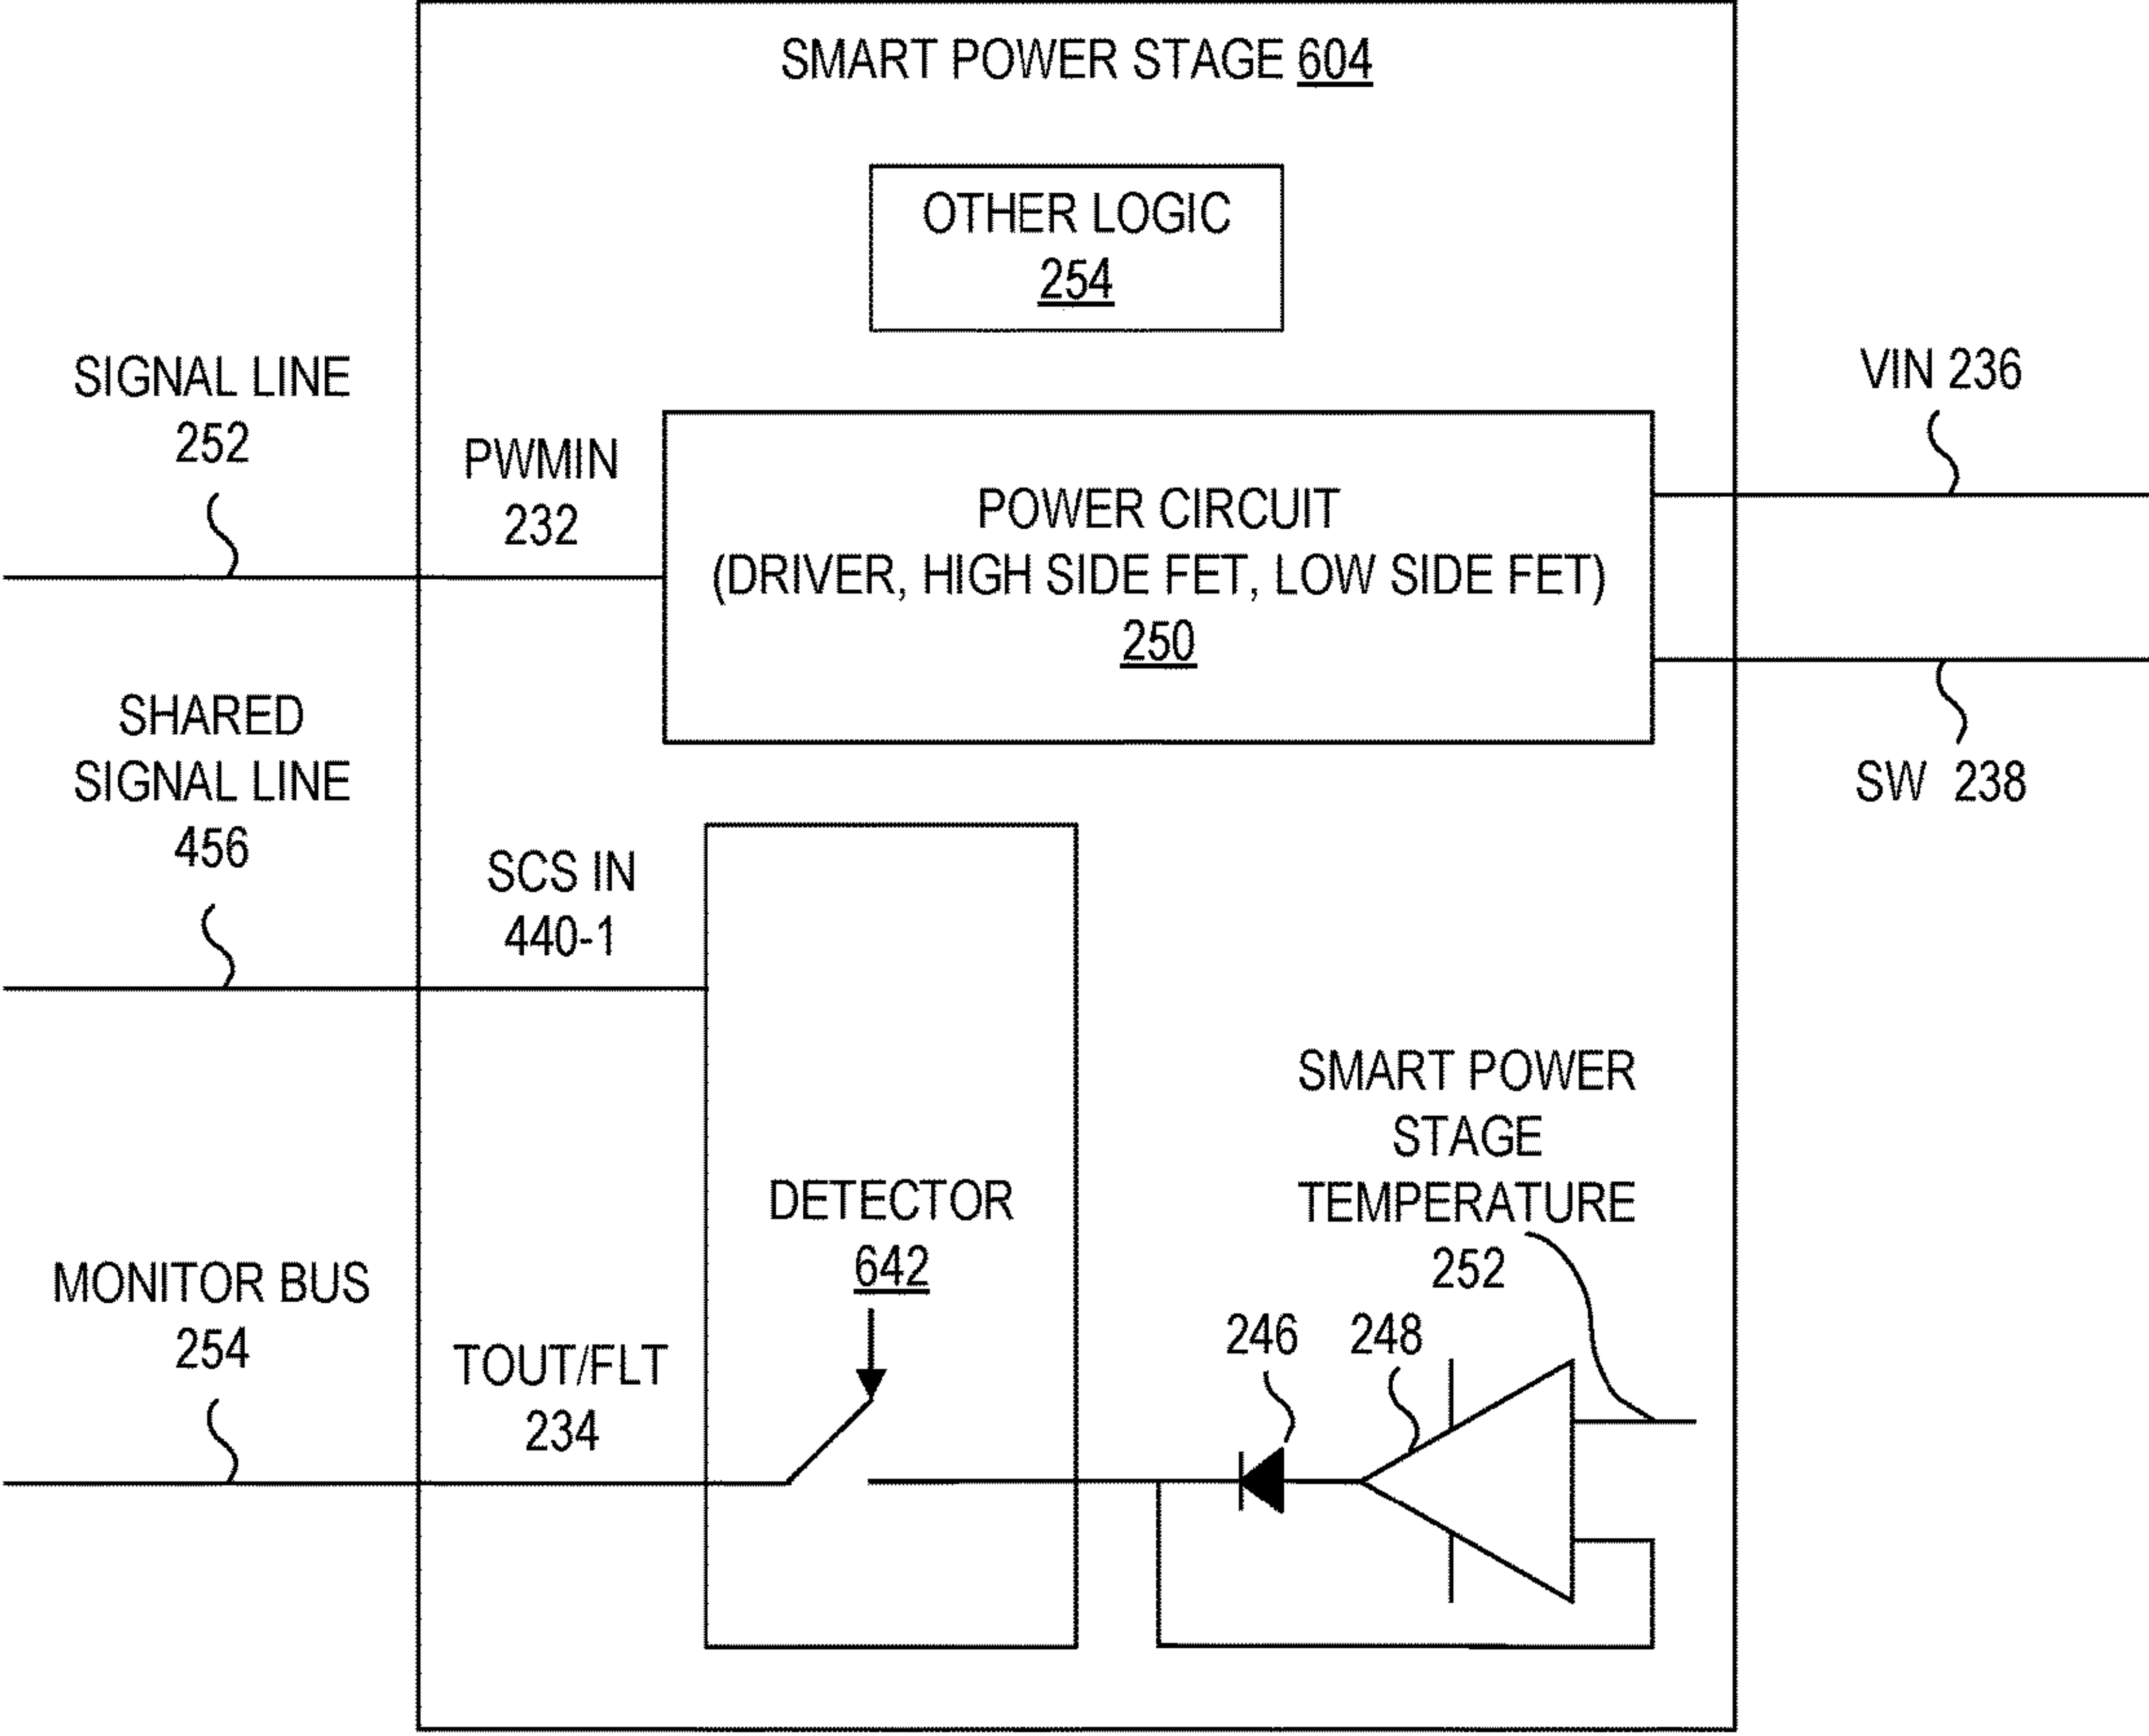 SMART POWER STAGE 604
OTHER LOGIC
254
SIGNAL LINE
252
PWMIN
232
POWER CIRCUIT
(DRIVER, HIGH SIDE FET, LOW SIDE FET)
250
VIN 236
SW 238
SHARED
SIGNAL LINE
456
SCS IN
440-1
DETECTOR
642
SMART POWER
STAGE
TEMPERATURE
252
MONITOR BUS
254
TOUT/FLT
234
246
248